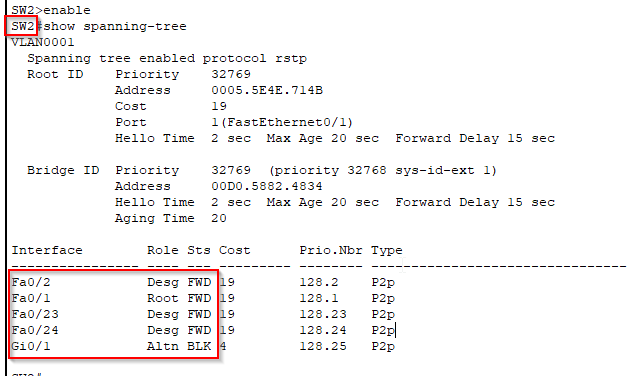 SW2>enable
SW2#show spanning-tree
VLAN0001
  Spanning tree enabled protocol rstp
  Root ID    Priority    32769
             Address     0005.5E4E.714B
             Cost        19
             Port        1(FastEthernet0/1)
             Hello Time  2 sec  Max Age 20 sec  Forward Delay 15 sec

  Bridge ID  Priority    32769  (priority 32768 sys-id-ext 1)
             Address     00D0.5882.4834
             Hello Time  2 sec  Max Age 20 sec  Forward Delay 15 sec
             Aging Time  20

Interface        Role Sts Cost      Prio.Nbr Type
---------------- ---- --- --------- -------- --------------------------------
Fa0/2            Desg FWD 19        128.2    P2p
Fa0/1            Root FWD 19        128.1    P2p
Fa0/23           Desg FWD 19        128.23   P2p
Fa0/24           Desg FWD 19        128.24   P2p
Gi0/1            Altn BLK 4         128.25   P2p